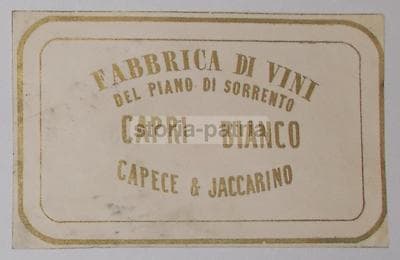 FABBRICA DI VINI
DEL PIANO DI SORRENTO
CAPRI BIANCO
storia-patria
CAPECE & JACCARINO